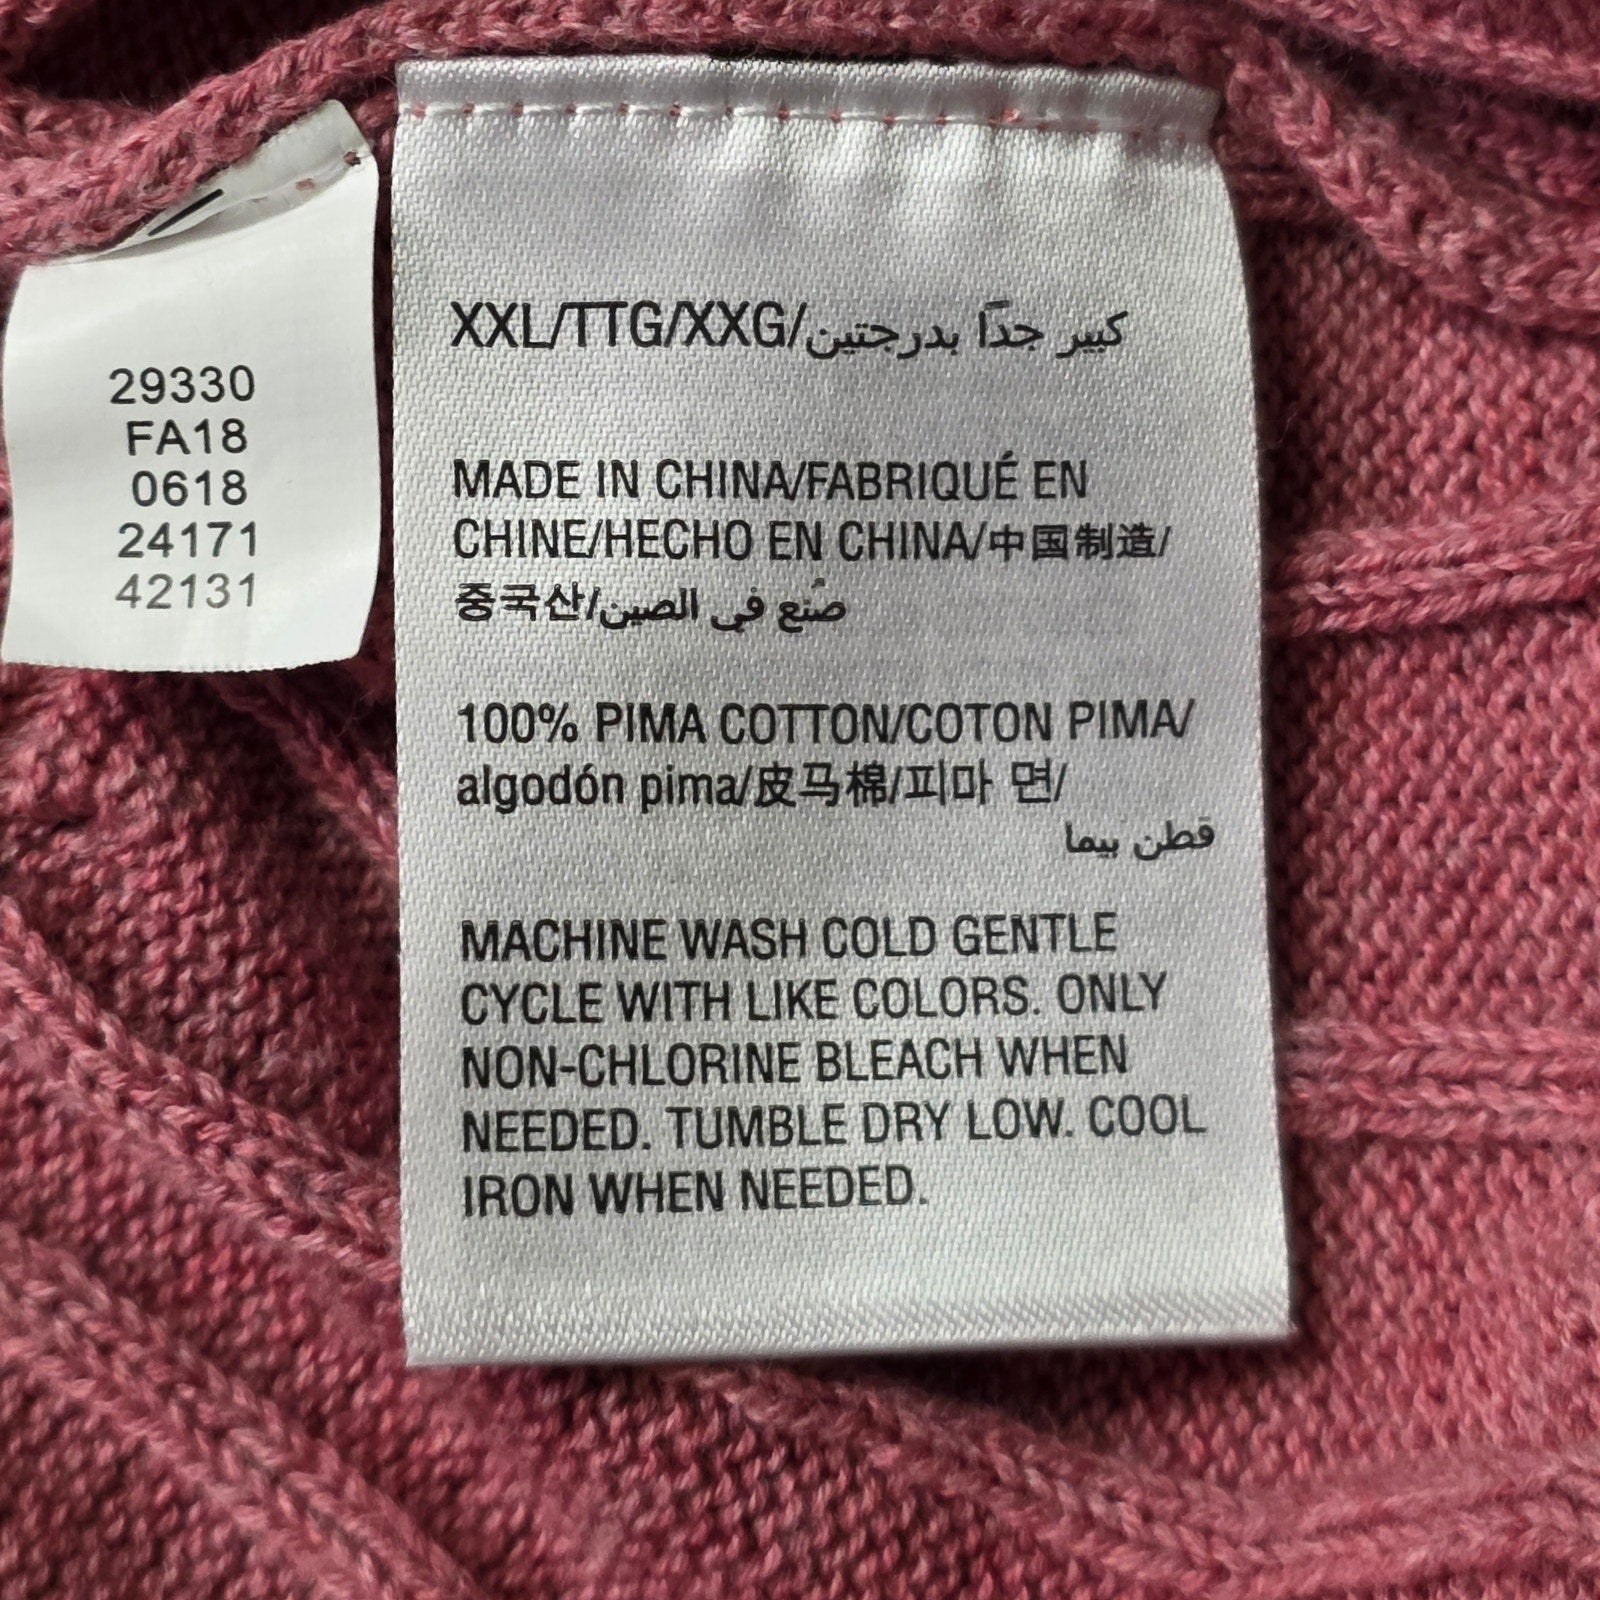 29330
FA18
0618
24171
42131
XXL/TTG/XXG/كبير جدًا بدرجتين
MADE IN CHINA/FABRIQUÉ EN
CHINE/HECHO EN CHINA/中国制造/
중국산/صُنع في الصين
100% PIMA COTTON/COTON PIMA/
algodón pima/皮马棉/피마 면/
قطن بيما
MACHINE WASH COLD GENTLE
CYCLE WITH LIKE COLORS. ONLY
NON-CHLORINE BLEACH WHEN
NEEDED. TUMBLE DRY LOW. COOL
IRON WHEN NEEDED.